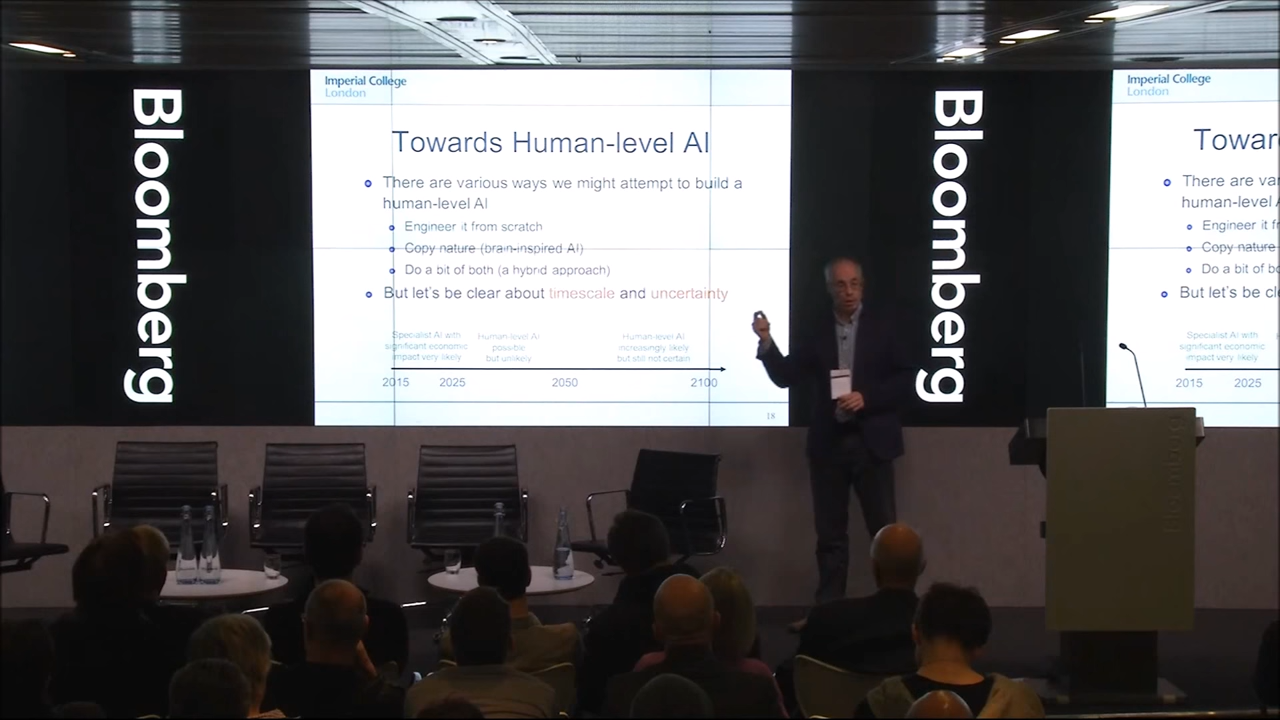 Bloomberg
Imperial College
London
Towards Human-level AI
There are various ways we might attempt to build a
human-level AI
Engineer it from scratch
Copy nature (brain-inspired AI)
Do a bit of both (a hybrid approach)
But let's be clear about timescale and uncertainty
Specialist AI with
significant economic
impact very likely
Human-level AI
possible
but unlikely
Human-level AI
increasingly likely
but still not certain
2015 2025 2050 2100
18
Bloomberg
Imperial College
London
Towar
There are va
human-level A
Engineer it f
Copy nature
Do a bit of bo
But let's be cl
Specialist AI with
significant economic
impact very likely
2015 2025
Bloomberg